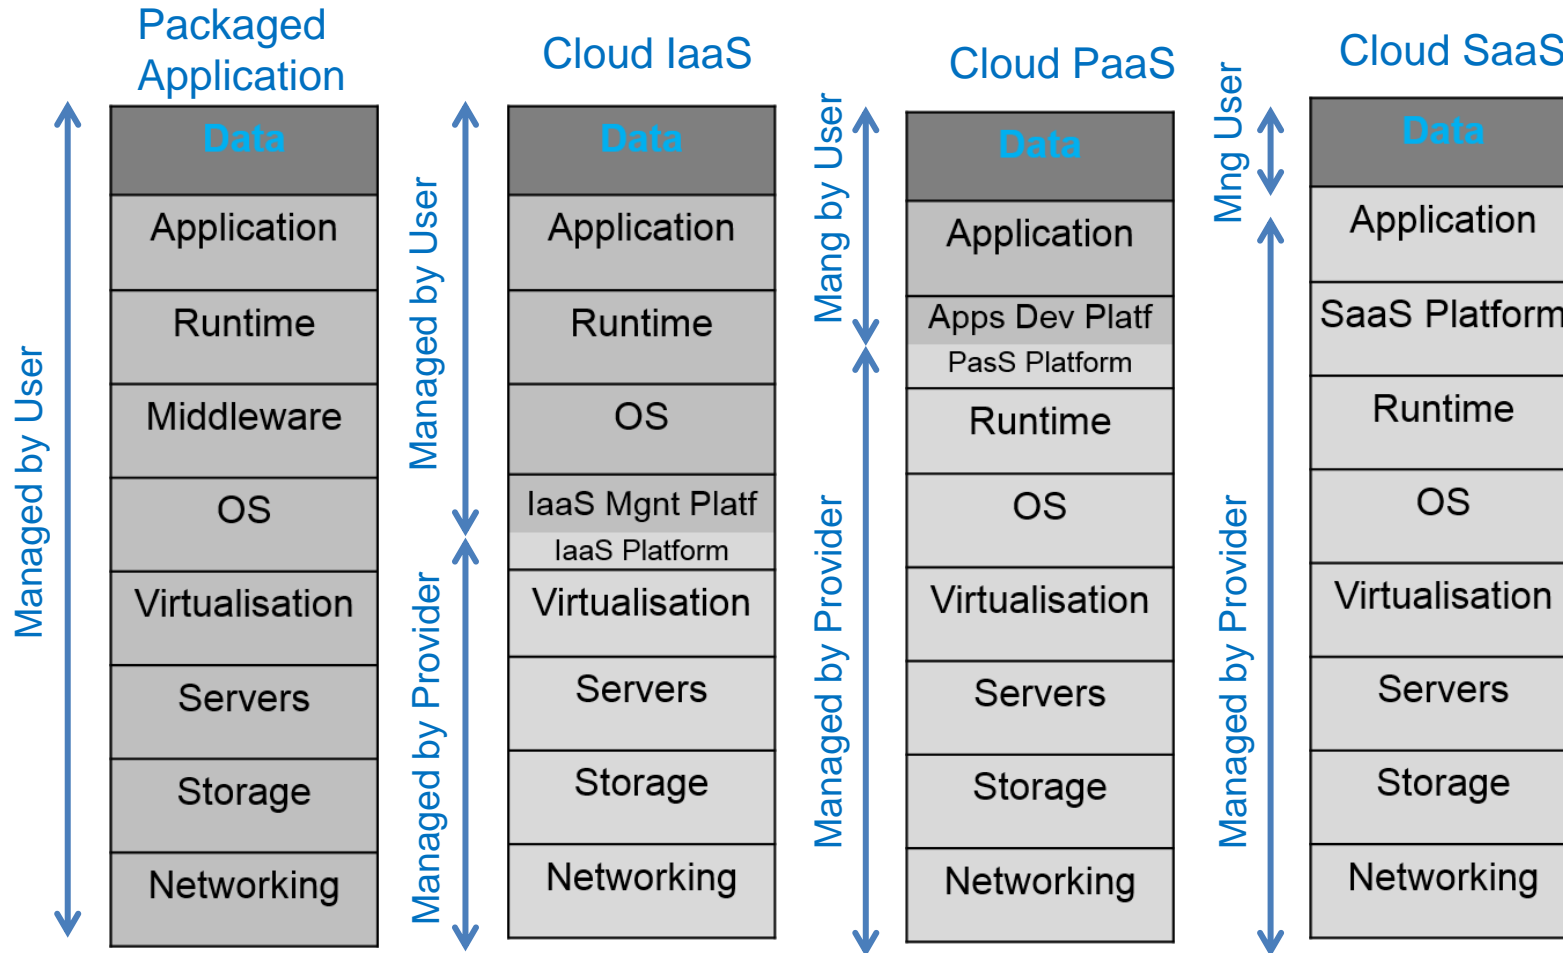 Packaged
Application
Cloud IaaS
Cloud PaaS
Cloud SaaS
Managed by User
Data
Application
Runtime
Middleware
OS
Virtualisation
Servers
Storage
Networking
Managed by User
Managed by Provider
Data
Application
Runtime
OS
IaaS Mgnt Platf
IaaS Platform
Virtualisation
Servers
Storage
Networking
Mang by User
Managed by Provider
Data
Application
Apps Dev Platf
PasS Platform
Runtime
OS
Virtualisation
Servers
Storage
Networking
Mng User
Managed by Provider
Data
Application
SaaS Platform
Runtime
OS
Virtualisation
Servers
Storage
Networking